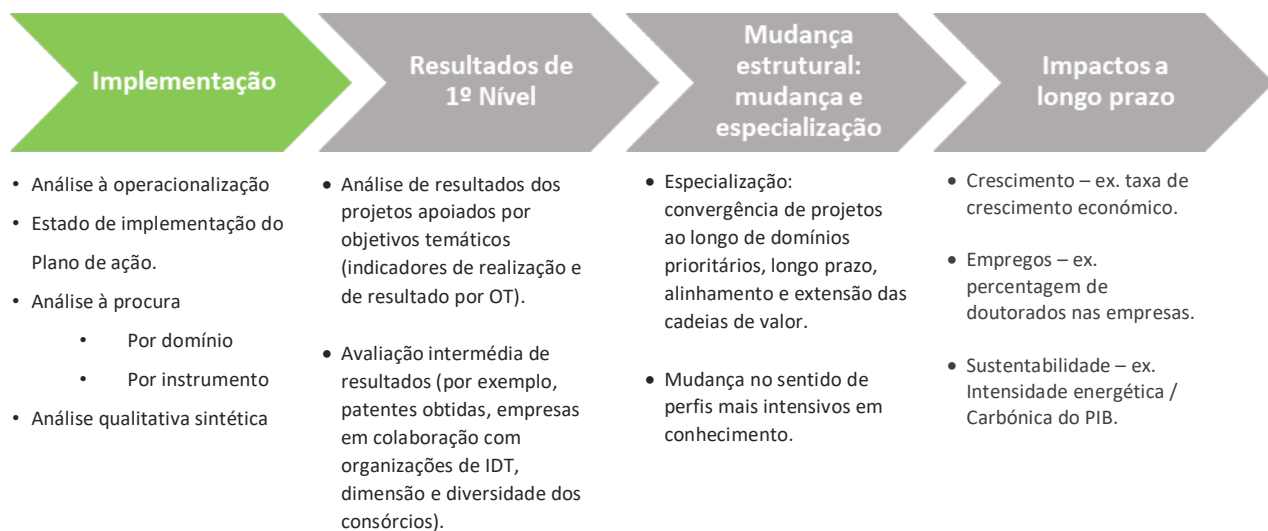 Implementação
• Análise à operacionalização
• Estado de implementação do
Plano de ação.
• Análise à procura
• Por domínio
• Por instrumento
• Análise qualitativa sintética
Resultados de
1º Nível
• Análise de resultados dos
projetos apoiados por
objetivos temáticos
(indicadores de realização e
de resultado por OT).
• Avaliação intermédia de
resultados (por exemplo,
patentes obtidas, empresas
em colaboração com
organizações de IDT,
dimensão e diversidade dos
consórcios).
Mudança
estrutural:
mudança e
especialização
• Especialização:
convergência de projetos
ao longo de domínios
prioritários, longo prazo,
alinhamento e extensão das
cadeias de valor.
• Mudança no sentido de
perfis mais intensivos em
conhecimento.
Impactos a
longo prazo
• Crescimento – ex. taxa de
crescimento económico.
• Empregos – ex.
percentagem de
doutorados nas empresas.
• Sustentabilidade – ex.
Intensidade energética /
Carbónica do PIB.